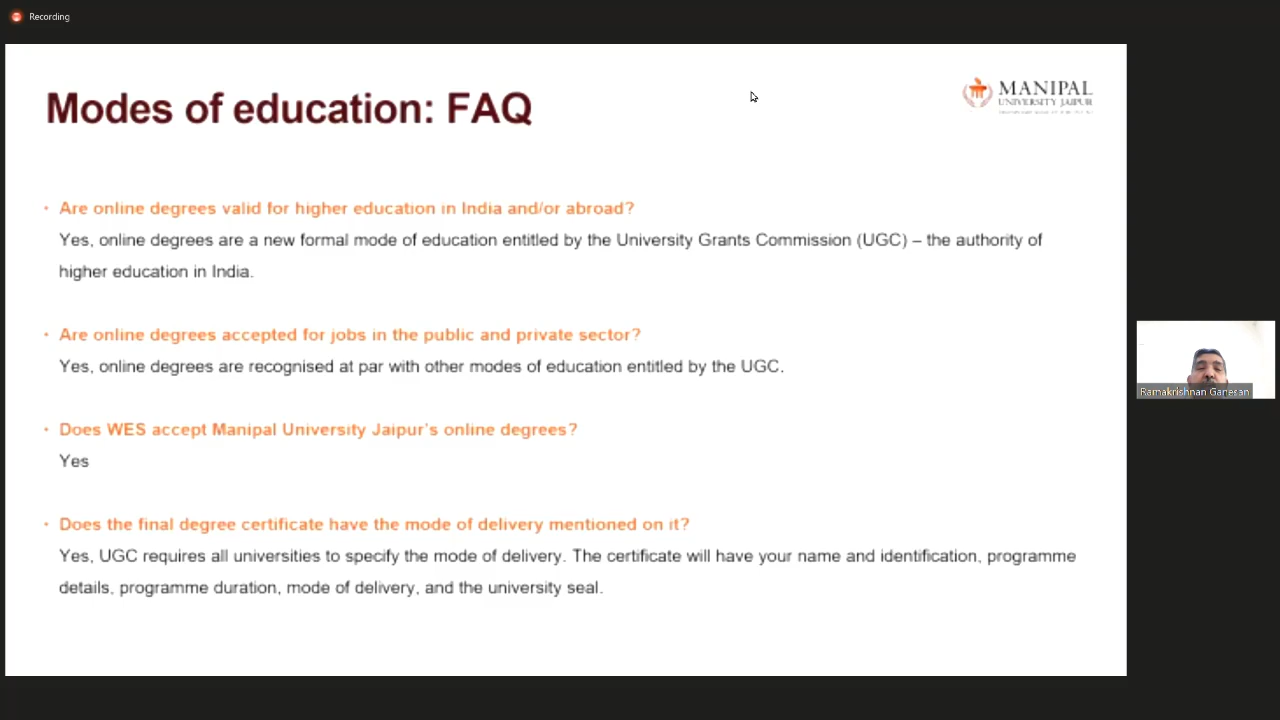 Recording
Modes of education: FAQ
MANIPAL
UNIVERSITY JAIPUR
• Are online degrees valid for higher education in India and/or abroad?
Yes, online degrees are a new formal mode of education entitled by the University Grants Commission (UGC) – the authority of
higher education in India.
• Are online degrees accepted for jobs in the public and private sector?
Yes, online degrees are recognised at par with other modes of education entitled by the UGC.
• Does WES accept Manipal University Jaipur's online degrees?
Yes
• Does the final degree certificate have the mode of delivery mentioned on it?
Yes, UGC requires all universities to specify the mode of delivery. The certificate will have your name and identification, programme
details, programme duration, mode of delivery, and the university seal.
Ramakrishnan Ganesan